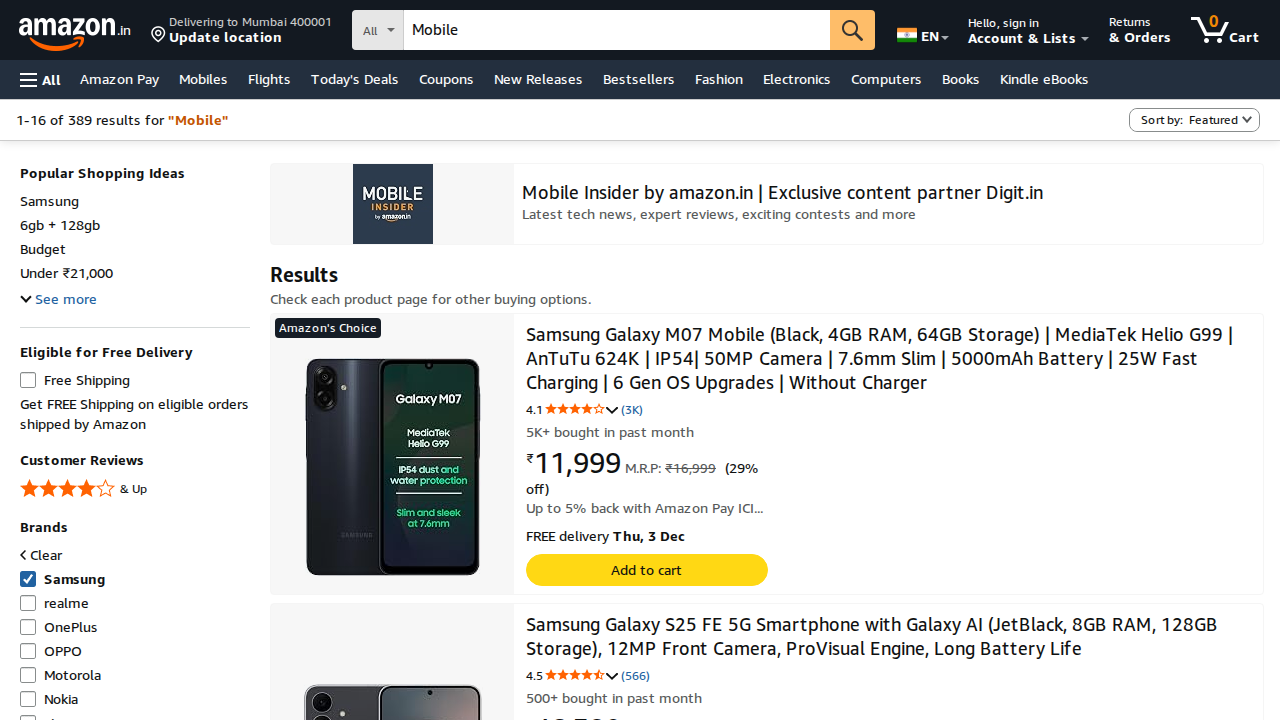 amazon.in
Delivering to Mumbai 400001
Update location
All
Mobile
EN
Hello, sign in
Account & Lists
Returns
& Orders
0
Cart
All
Amazon Pay
Mobiles
Flights
Today's Deals
Coupons
New Releases
Bestsellers
Fashion
Electronics
Computers
Books
Kindle eBooks
1-16 of 389 results for "Mobile"
Sort by: Featured
Popular Shopping Ideas
Samsung
6gb + 128gb
Budget
Under ₹21,000
See more
Eligible for Free Delivery
Free Shipping
Get FREE Shipping on eligible orders
shipped by Amazon
Customer Reviews
& Up
Brands
Clear
Samsung
realme
OnePlus
OPPO
Motorola
Nokia
MOBILE
INSIDER
by amazon.in
Mobile Insider by amazon.in | Exclusive content partner Digit.in
Latest tech news, expert reviews, exciting contests and more
Results
Check each product page for other buying options.
Amazon's Choice
Galaxy M07
MediaTek
Helio G99
IP54 dust and
water protection
Slim and sleek
at 7.6mm
SAMSUNG
Samsung Galaxy M07 Mobile (Black, 4GB RAM, 64GB Storage) | MediaTek Helio G99 |
AnTuTu 624K | IP54| 50MP Camera | 7.6mm Slim | 5000mAh Battery | 25W Fast
Charging | 6 Gen OS Upgrades | Without Charger
4.1 (3K)
5K+ bought in past month
₹11,999 M.R.P: ₹16,999 (29%
off)
Up to 5% back with Amazon Pay ICI…
FREE delivery Thu, 3 Dec
Add to cart
Samsung Galaxy S25 FE 5G Smartphone with Galaxy AI (JetBlack, 8GB RAM, 128GB
Storage), 12MP Front Camera, ProVisual Engine, Long Battery Life
4.5 (566)
500+ bought in past month